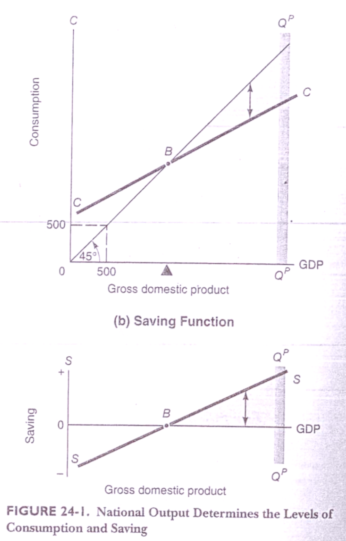 C
Q^P
Consumption
C
B
C
500
45°
0
500
GDP
Q^P
Gross domestic product
(b) Saving Function
S
Q^P
+
S
Saving
B
0
GDP
S
−
Q^P
Gross domestic product
FIGURE 24-1. National Output Determines the Levels of
Consumption and Saving